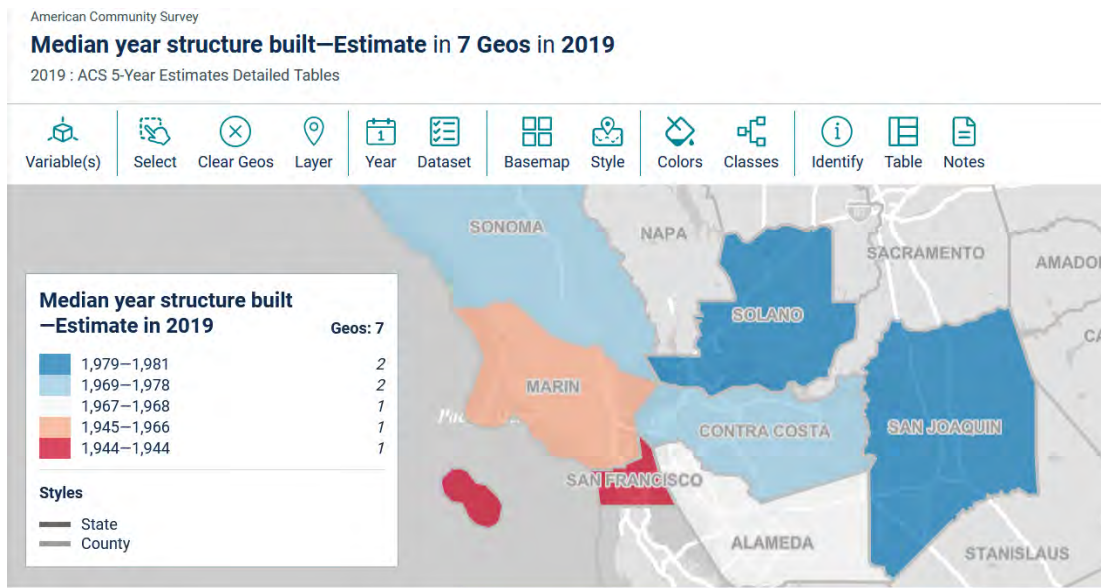 American Community Survey
Median year structure built—Estimate in 7 Geos in 2019
2019 : ACS 5-Year Estimates Detailed Tables
Variable(s) Select Clear Geos Layer Year Dataset Basemap Style Colors Classes Identify Table Notes
SONOMA
NAPA
SACRAMENTO
AMADO
SOLANO
CA
MARIN
CONTRA COSTA
SAN JOAQUIN
SAN FRANCISCO
ALAMEDA
STANISLAUS
Median year structure built
—Estimate in 2019 Geos: 7
1,979—1,981 2
1,969—1,978 2
1,967—1,968 1
1,945—1,966 1
1,944—1,944 1
Styles
State
County